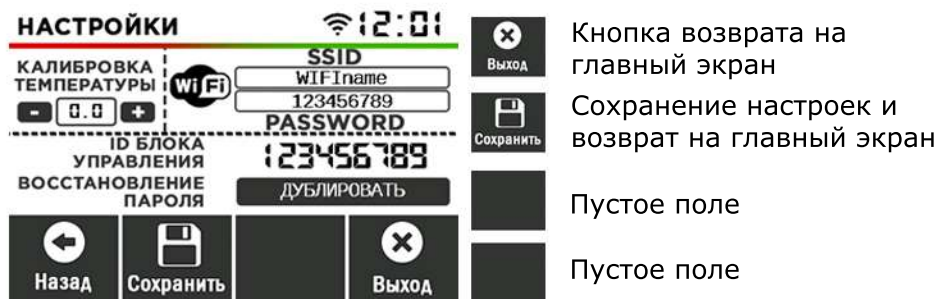 НАСТРОЙКИ
12:01
КАЛИБРОВКА
ТЕМПЕРАТУРЫ
- 0.0 +
WiFi
SSID
WIFIname
123456789
PASSWORD
ID БЛОКА
УПРАВЛЕНИЯ
123456789
ВОССТАНОВЛЕНИЕ
ПАРОЛЯ
ДУБЛИРОВАТЬ
Назад
Сохранить
Выход
Выход
Кнопка возврата на
главный экран
Сохранить
Сохранение настроек и
возврат на главный экран
Пустое поле
Пустое поле